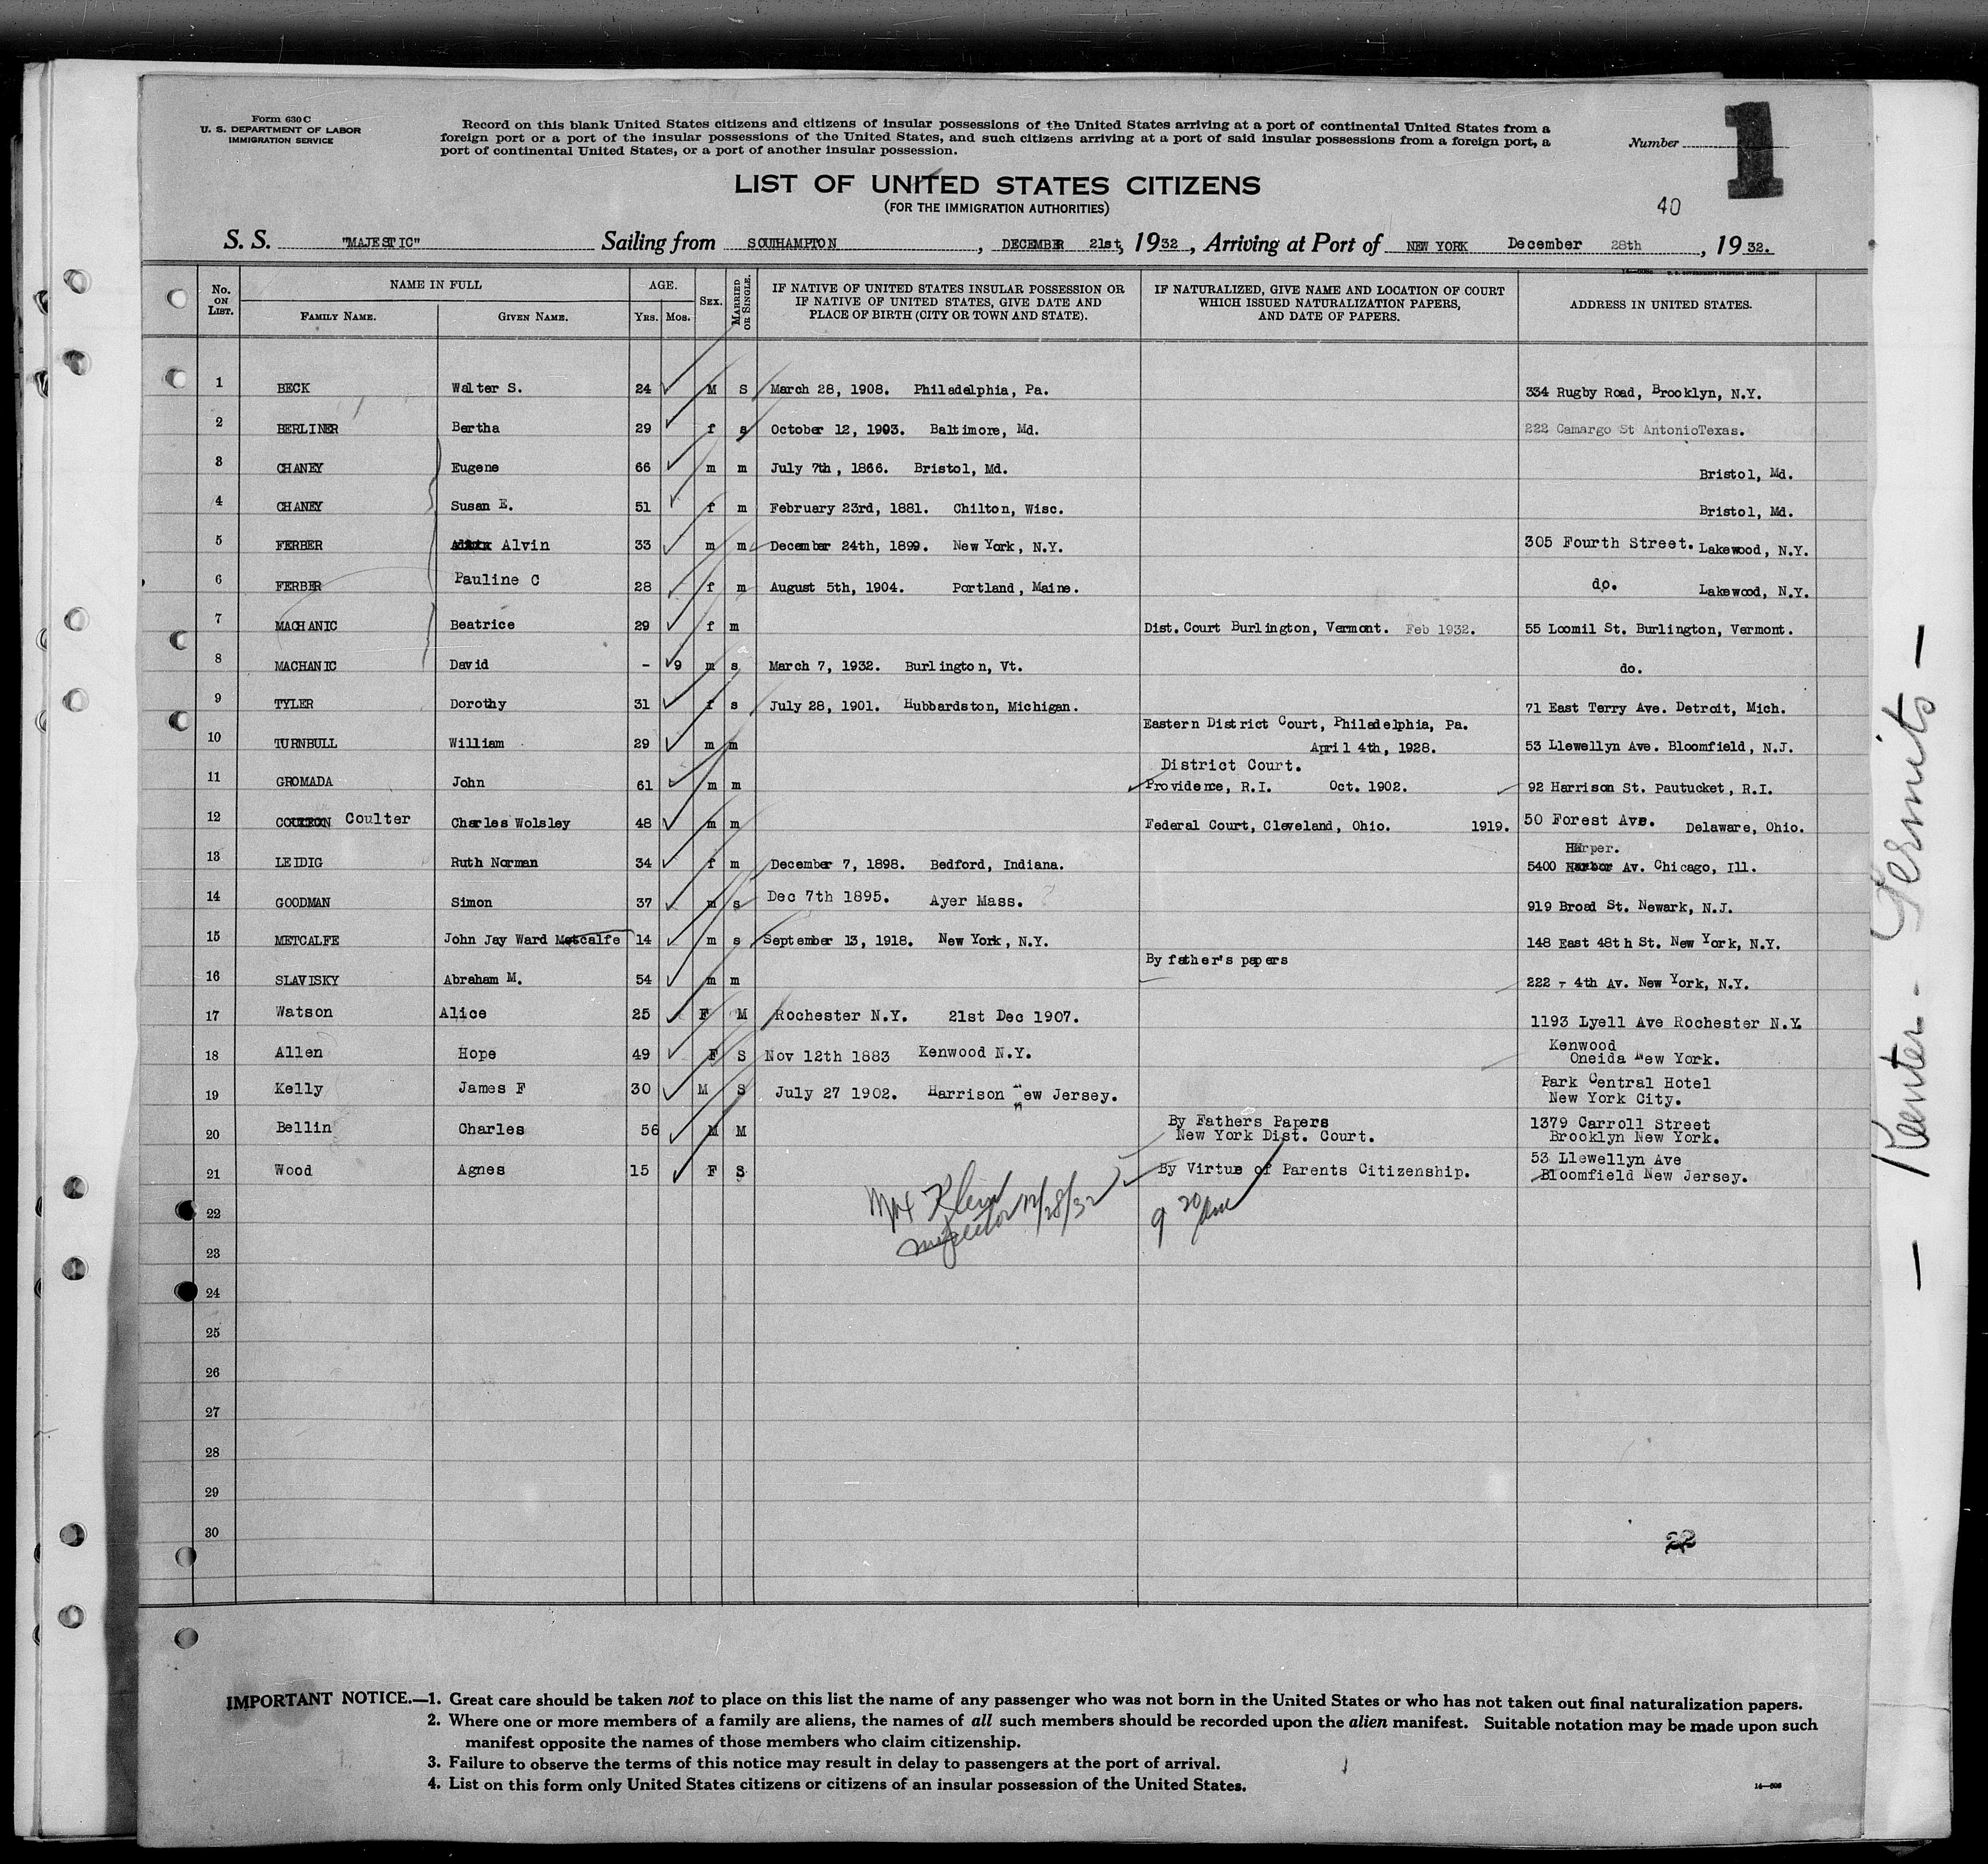 Form 630 C
U. S. DEPARTMENT OF LABOR
IMMIGRATION SERVICE
Record on this blank United States citizens and citizens of insular possessions of the United States arriving at a port of continental United States from a
foreign port or a port of the insular possessions of the United States, and such citizens arriving at a port of said insular possessions from a foreign port, a
port of continental United States, or a port of another insular possession.
Number
1
LIST OF UNITED STATES CITIZENS
(FOR THE IMMIGRATION AUTHORITIES)
40
S. S. "MAJESTIC" Sailing from SOUTHAMPTON, DECEMBER 21st, 1932, Arriving at Port of NEW YORK December 28th, 1932.
No. ON LIST. NAME IN FULL FAMILY NAME. GIVEN NAME. AGE. YRS. MOS. SEX. MARRIED OR SINGLE. IF NATIVE OF UNITED STATES INSULAR POSSESSION OR IF NATIVE OF UNITED STATES, GIVE DATE AND PLACE OF BIRTH (CITY OR TOWN AND STATE). IF NATURALIZED, GIVE NAME AND LOCATION OF COURT WHICH ISSUED NATURALIZATION PAPERS, AND DATE OF PAPERS. ADDRESS IN UNITED STATES.
1 BECK Walter S. 24 M S March 28, 1908. Philadelphia, Pa. 334 Rugby Road, Brooklyn, N.Y.
2 BERLINER Bertha 29 f s October 12, 1903. Baltimore, Md. 222 Camargo St AntonioTexas.
3 CHANEY Eugene 66 m m July 7th, 1866. Bristol, Md. Bristol, Md.
4 CHANEY Susan E. 51 f m February 23rd, 1881. Chilton, Wisc. Bristol, Md.
5 FERBER Alvin 33 m m December 24th, 1899. New York, N.Y. 305 Fourth Street. Lakewood, N.Y.
6 FERBER Pauline C 28 f m August 5th, 1904. Portland, Maine. do. Lakewood, N.Y.
7 MACHANIC Beatrice 29 f m Dist. Court Burlington, Vermont. Feb 1932. 55 Loomil St. Burlington, Vermont.
8 MACHANIC David - 9 m s March 7, 1932. Burlington, Vt. do.
9 TYLER Dorothy 31 f s July 28, 1901. Hubbardston, Michigan. 71 East Terry Ave. Detroit, Mich.
Eastern District Court, Philadelphia, Pa.
10 TURNBULL William 29 m m April 4th, 1928. 53 Llewellyn Ave. Bloomfield, N.J.
District Court.
11 GROMADA John 61 m m Providence, R.I. Oct. 1902. 92 Harrison St. Pautucket, R.I.
12 Coulter Charles Wolsley 48 m m Federal Court, Cleveland, Ohio. 1919. 50 Forest Ave. Delaware, Ohio.
Harper.
13 LEIDIG Ruth Norman 34 f m December 7, 1898. Bedford, Indiana. 5400 Harbor Av. Chicago, Ill.
14 GOODMAN Simon 37 m s Dec 7th 1895. Ayer Mass. ? 919 Broad St. Newark, N.J.
15 METCALFE John Jay Ward Metcalfe 14 m s September 13, 1918. New York, N.Y. 148 East 48th St. New York, N.Y.
By father's papers
16 SLAVISKY Abraham M. 54 m m 222 - 4th Av. New York, N.Y.
17 Watson Alice 25 F M Rochester N.Y. 21st Dec 1907. 1193 Lyell Ave Rochester N.Y.
18 Allen Hope 49 F S Nov 12th 1883 Kenwood N.Y. Kenwood
Oneida New York.
19 Kelly James F 30 M S July 27 1902. Harrison New Jersey. Park Central Hotel
New York City.
20 Bellin Charles 56 M M By Fathers Papers 1379 Carroll Street
New York Dist. Court. Brooklyn New York.
21 Wood Agnes 15 F S By Virtue of Parents Citizenship. 53 Llewellyn Ave
Bloomfield New Jersey.
Max Klein 12/28/32 9 20 am
Inspector
22
23
24
25
26
27
28
29
30
22
IMPORTANT NOTICE.—1. Great care should be taken not to place on this list the name of any passenger who was not born in the United States or who has not taken out final naturalization papers.
2. Where one or more members of a family are aliens, the names of all such members should be recorded upon the alien manifest. Suitable notation may be made upon such
manifest opposite the names of those members who claim citizenship.
3. Failure to observe the terms of this notice may result in delay to passengers at the port of arrival.
4. List on this form only United States citizens or citizens of an insular possession of the United States.